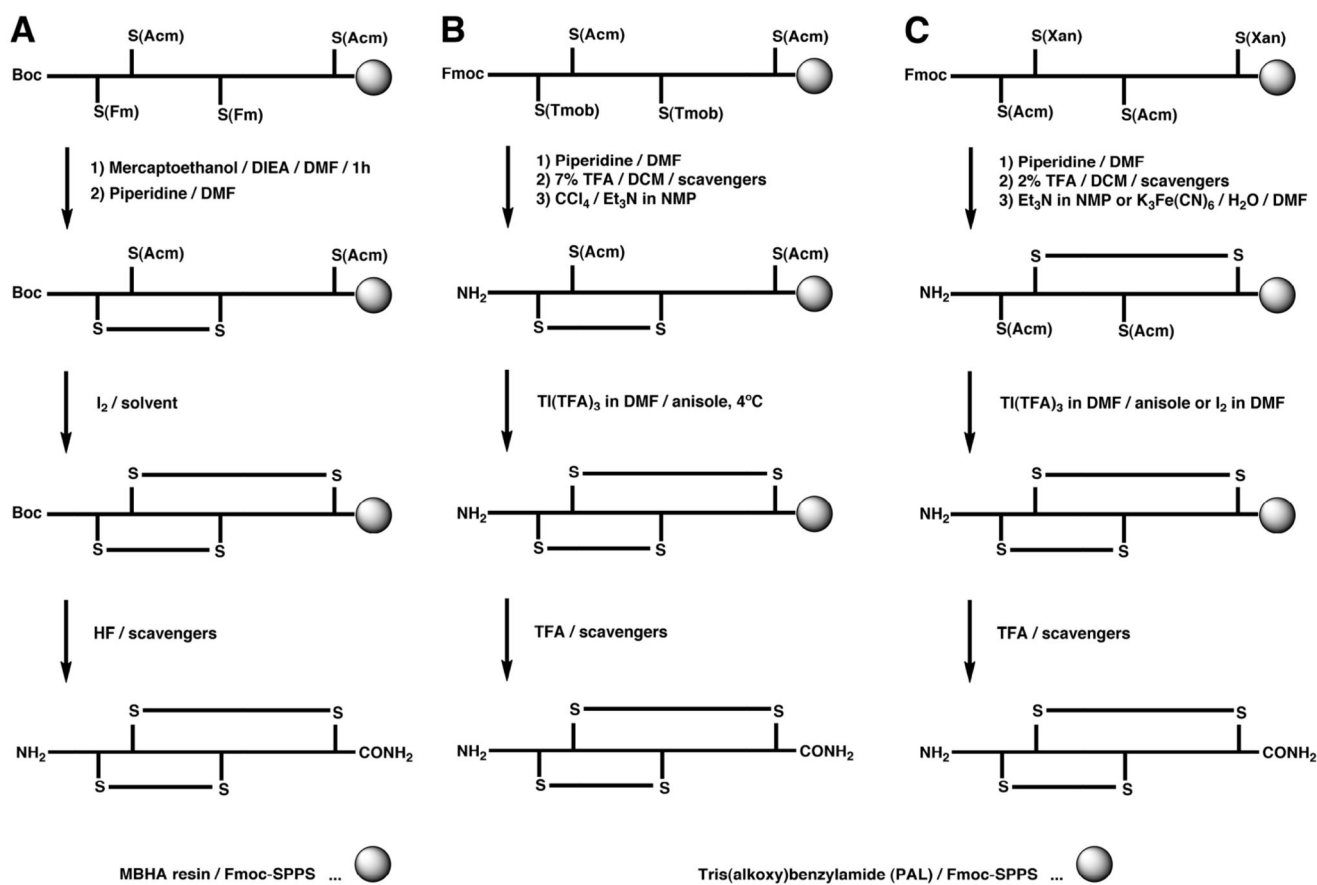 A
S(Acm)
S(Acm)
Boc
S(Fm)
S(Fm)
1) Mercaptoethanol / DIEA / DMF / 1h
2) Piperidine / DMF
S(Acm)
S(Acm)
Boc
S
S
I2 / solvent
S
S
Boc
S
S
HF / scavengers
S
S
NH2
CONH2
S
S
MBHA resin / Fmoc-SPPS ...
B
S(Acm)
S(Acm)
Fmoc
S(Tmob)
S(Tmob)
1) Piperidine / DMF
2) 7% TFA / DCM / scavengers
3) CCl4 / Et3N in NMP
S(Acm)
S(Acm)
NH2
S
S
Tl(TFA)3 in DMF / anisole, 4°C
S
S
NH2
S
S
TFA / scavengers
S
S
NH2
CONH2
S
S
C
S(Xan)
S(Xan)
Fmoc
S(Acm)
S(Acm)
1) Piperidine / DMF
2) 2% TFA / DCM / scavengers
3) Et3N in NMP or K3Fe(CN)6 / H2O / DMF
S
S
NH2
S(Acm)
S(Acm)
Tl(TFA)3 in DMF / anisole or I2 in DMF
S
S
NH2
S
S
TFA / scavengers
S
S
NH2
CONH2
S
S
Tris(alkoxy)benzylamide (PAL) / Fmoc-SPPS ...